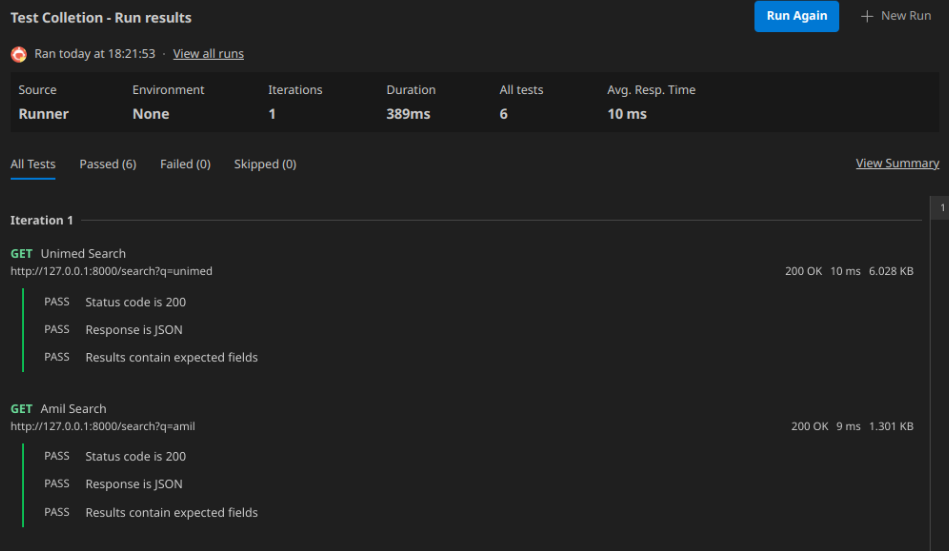 Test Colletion - Run results
Run Again
New Run
Ran today at 18:21:53 · View all runs
Source Environment Iterations Duration All tests Avg. Resp. Time
Runner None 1 389ms 6 10 ms
All Tests Passed (6) Failed (0) Skipped (0) View Summary
1
Iteration 1
GET Unimed Search
http://127.0.0.1:8000/search?q=unimed 200 OK 10 ms 6.028 KB
PASS Status code is 200
PASS Response is JSON
PASS Results contain expected fields
GET Amil Search
http://127.0.0.1:8000/search?q=amil 200 OK 9 ms 1.301 KB
PASS Status code is 200
PASS Response is JSON
PASS Results contain expected fields